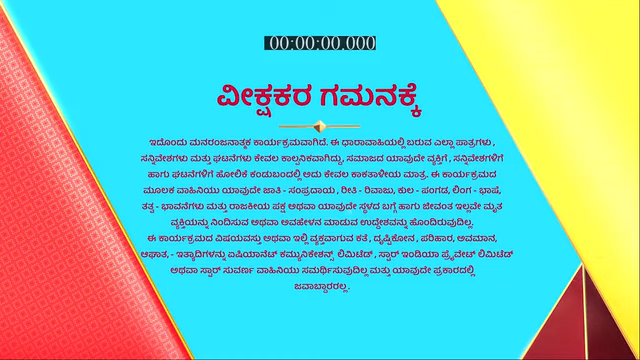 00:00:00.000
ವೀಕ್ಷಕರ ಗಮನಕ್ಕೆ
ಇದೊಂದು ಮನರಂಜನಾತ್ಮಕ ಕಾರ್ಯಕ್ರಮವಾಗಿದೆ. ಈ ಧಾರಾವಾಹಿಯಲ್ಲಿ ಬರುವ ಎಲ್ಲಾ ಪಾತ್ರಗಳು ,
ಸನ್ನಿವೇಶಗಳು ಮತ್ತು ಘಟನೆಗಳು ಕೇವಲ ಕಾಲ್ಪನಿಕವಾಗಿದ್ದು, ಸಮಾಜದ ಯಾವುದೇ ವ್ಯಕ್ತಿಗೆ , ಸನ್ನಿವೇಶಗಳಿಗೆ
ಹಾಗು ಘಟನೆಗಳಿಗೆ ಹೋಲಿಕೆ ಕಂಡುಬಂದಲ್ಲಿ ಅದು ಕೇವಲ ಕಾಕತಾಳೀಯ ಮಾತ್ರ. ಈ ಕಾರ್ಯಕ್ರಮದ
ಮೂಲಕ ವಾಹಿನಿಯು ಯಾವುದೇ ಜಾತಿ - ಸಂಪ್ರದಾಯ , ರೀತಿ - ರಿವಾಜು, ಕುಲ - ಪಂಗಡ, ಲಿಂಗ - ಭಾಷೆ,
ತತ್ವ - ಭಾವನೆಗಳು ಮತ್ತು ರಾಜಕೀಯ ಪಕ್ಷ ಅಥವಾ ಯಾವುದೇ ಸ್ಥಳದ ಬಗ್ಗೆ ಹಾಗು ಜೀವಂತ ಇಲ್ಲವೇ ಮೃತ
ವ್ಯಕ್ತಿಯನ್ನು ನಿಂದಿಸುವ ಅಥವಾ ಅವಹೇಳನ ಮಾಡುವ ಉದ್ದೇಶವನ್ನು ಹೊಂದಿರುವುದಿಲ್ಲ.
ಈ ಕಾರ್ಯಕ್ರಮದ ವಿಷಯವಸ್ತು ಅಥವಾ ಇಲ್ಲಿ ವ್ಯಕ್ತವಾಗುವ ಕತೆ , ದೃಷ್ಟಿಕೋನ , ಪರಿಹಾರ, ಅವಮಾನ,
ಆಘಾತ, - ಇತ್ಯಾದಿಗಳನ್ನು ಏಷಿಯಾನೆಟ್ ಕಮ್ಯುನಿಕೇಶನ್ಸ್ ಲಿಮಿಟೆಡ್ , ಸ್ಟಾರ್ ಇಂಡಿಯಾ ಪ್ರೈವೇಟ್ ಲಿಮಿಟೆಡ್
ಅಥವಾ ಸ್ಟಾರ್ ಸುವರ್ಣ ವಾಹಿನಿಯು ಸಮರ್ಥಿಸುವುದಿಲ್ಲ ಮತ್ತು ಯಾವುದೇ ಪ್ರಕಾರದಲ್ಲಿ
ಜವಾಬ್ದಾರರಲ್ಲ.